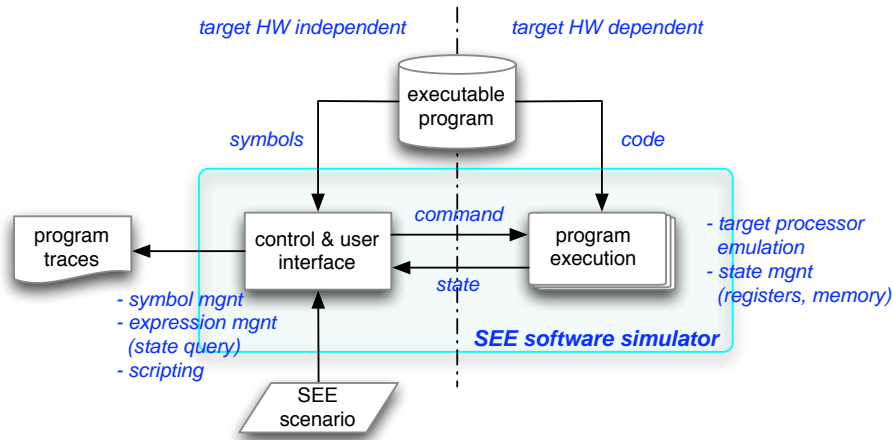 target HW independent
target HW dependent
executable
program
symbols
code
command
program
traces
control & user
interface
program
execution
state
- target processor
emulation
- state mgnt
(registers, memory)
- symbol mgnt
- expression mgnt
(state query)
- scripting
SEE software simulator
SEE
scenario